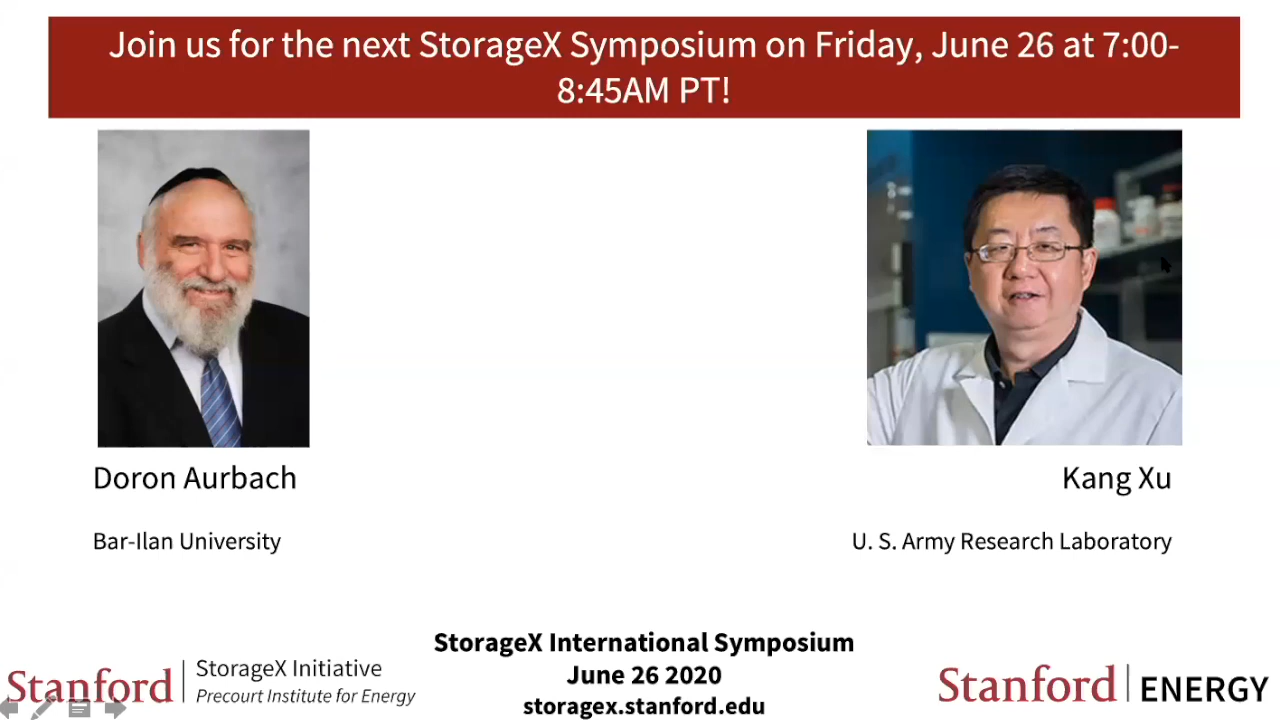 Join us for the next StorageX Symposium on Friday, June 26 at 7:00-
8:45AM PT!
Doron Aurbach
Kang Xu
Bar-Ilan University
U. S. Army Research Laboratory
StorageX International Symposium
June 26 2020
storagex.stanford.edu
Stanford
StorageX Initiative
Precourt Institute for Energy
Stanford ENERGY